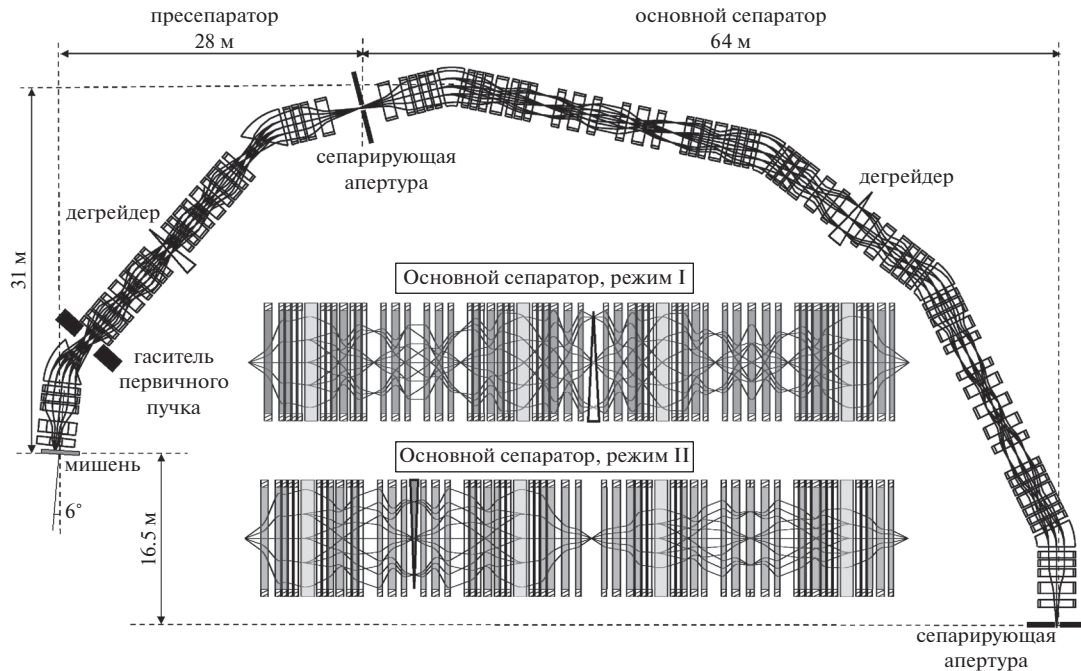 пресепаратор
28 м
основной сепаратор
64 м
сепарирующая
апертура
дегрейдер
дегрейдер
31 м
Основной сепаратор, режим I
гаситель
первичного
пучка
мишень
Основной сепаратор, режим II
6°
16.5 м
сепарирующая
апертура